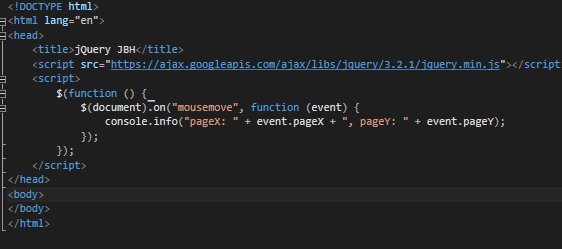 <!DOCTYPE html>
<html lang="en">
<head>
    <title>jQuery JBH</title>
    <script src="https://ajax.googleapis.com/ajax/libs/jquery/3.2.1/jquery.min.js"></script
    <script>
        $(function () {
            $(document).on("mousemove", function (event) {
                console.info("pageX: " + event.pageX + ", pageY: " + event.pageY);
            });
        });
    </script>
</head>
<body>
</body>
</html>